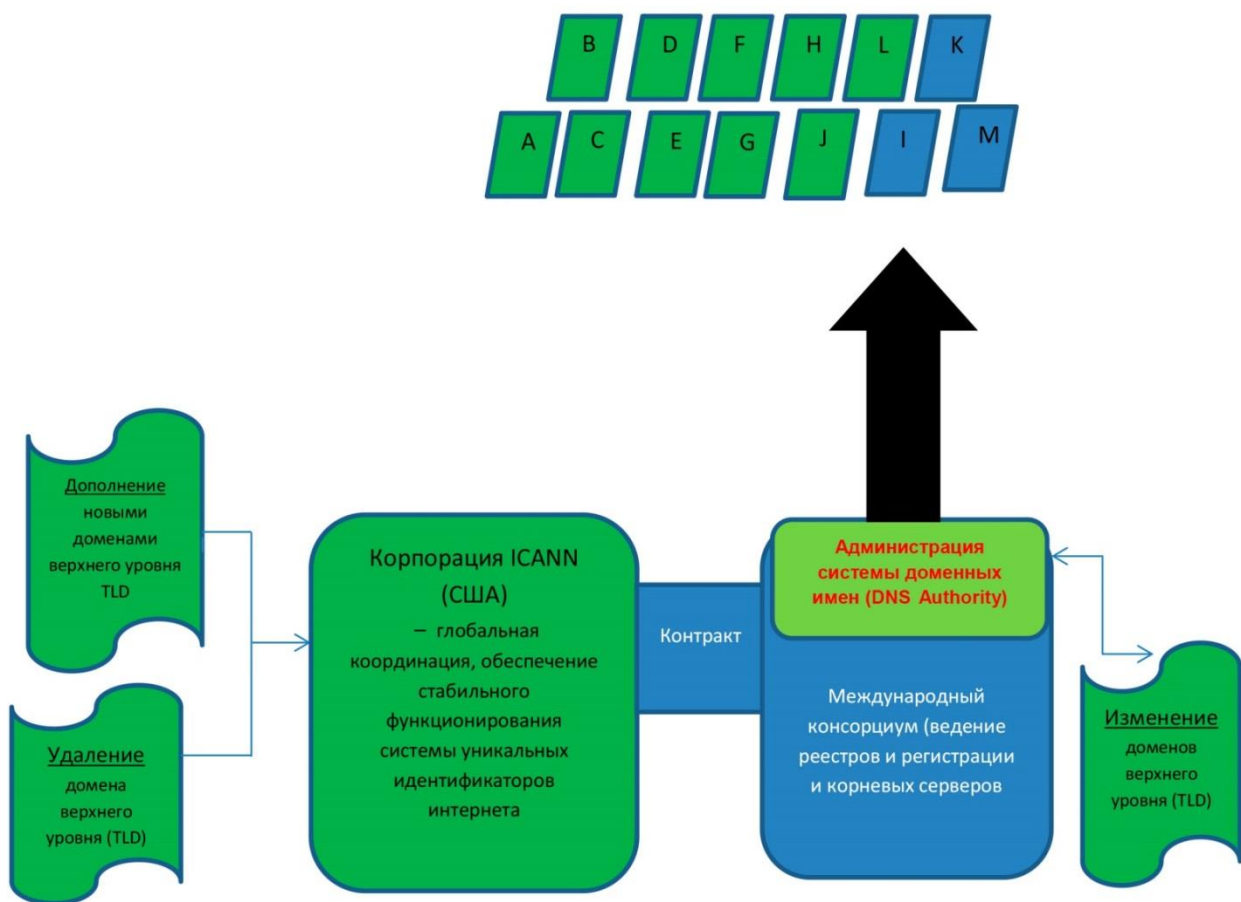 B D F H L K
A C E G J I M
Дополнение
новыми
доменами
верхнего уровня
TLD
Удаление
домена
верхнего
уровня (TLD)
Корпорация ICANN
(США)
– глобальная
координация, обеспечение
стабильного
функционирования
системы уникальных
идентификаторов
интернета
Контракт
Администрация
системы доменных
имен (DNS Authority)
Международный
консорциум (ведение
реестров и регистрации
и корневых серверов
Изменение
доменов
верхнего
уровня (TLD)